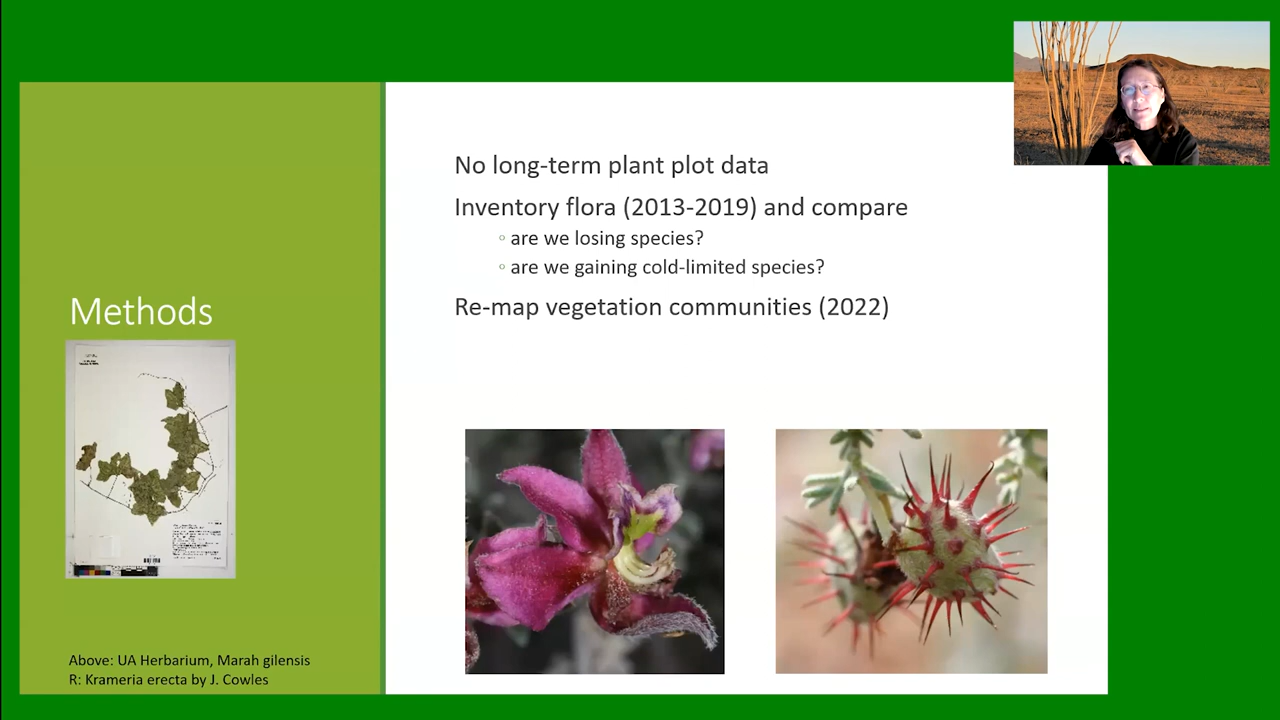 Methods
Above: UA Herbarium, Marah gilensis
R: Krameria erecta by J. Cowles
No long-term plant plot data
Inventory flora (2013-2019) and compare
◦ are we losing species?
◦ are we gaining cold-limited species?
Re-map vegetation communities (2022)